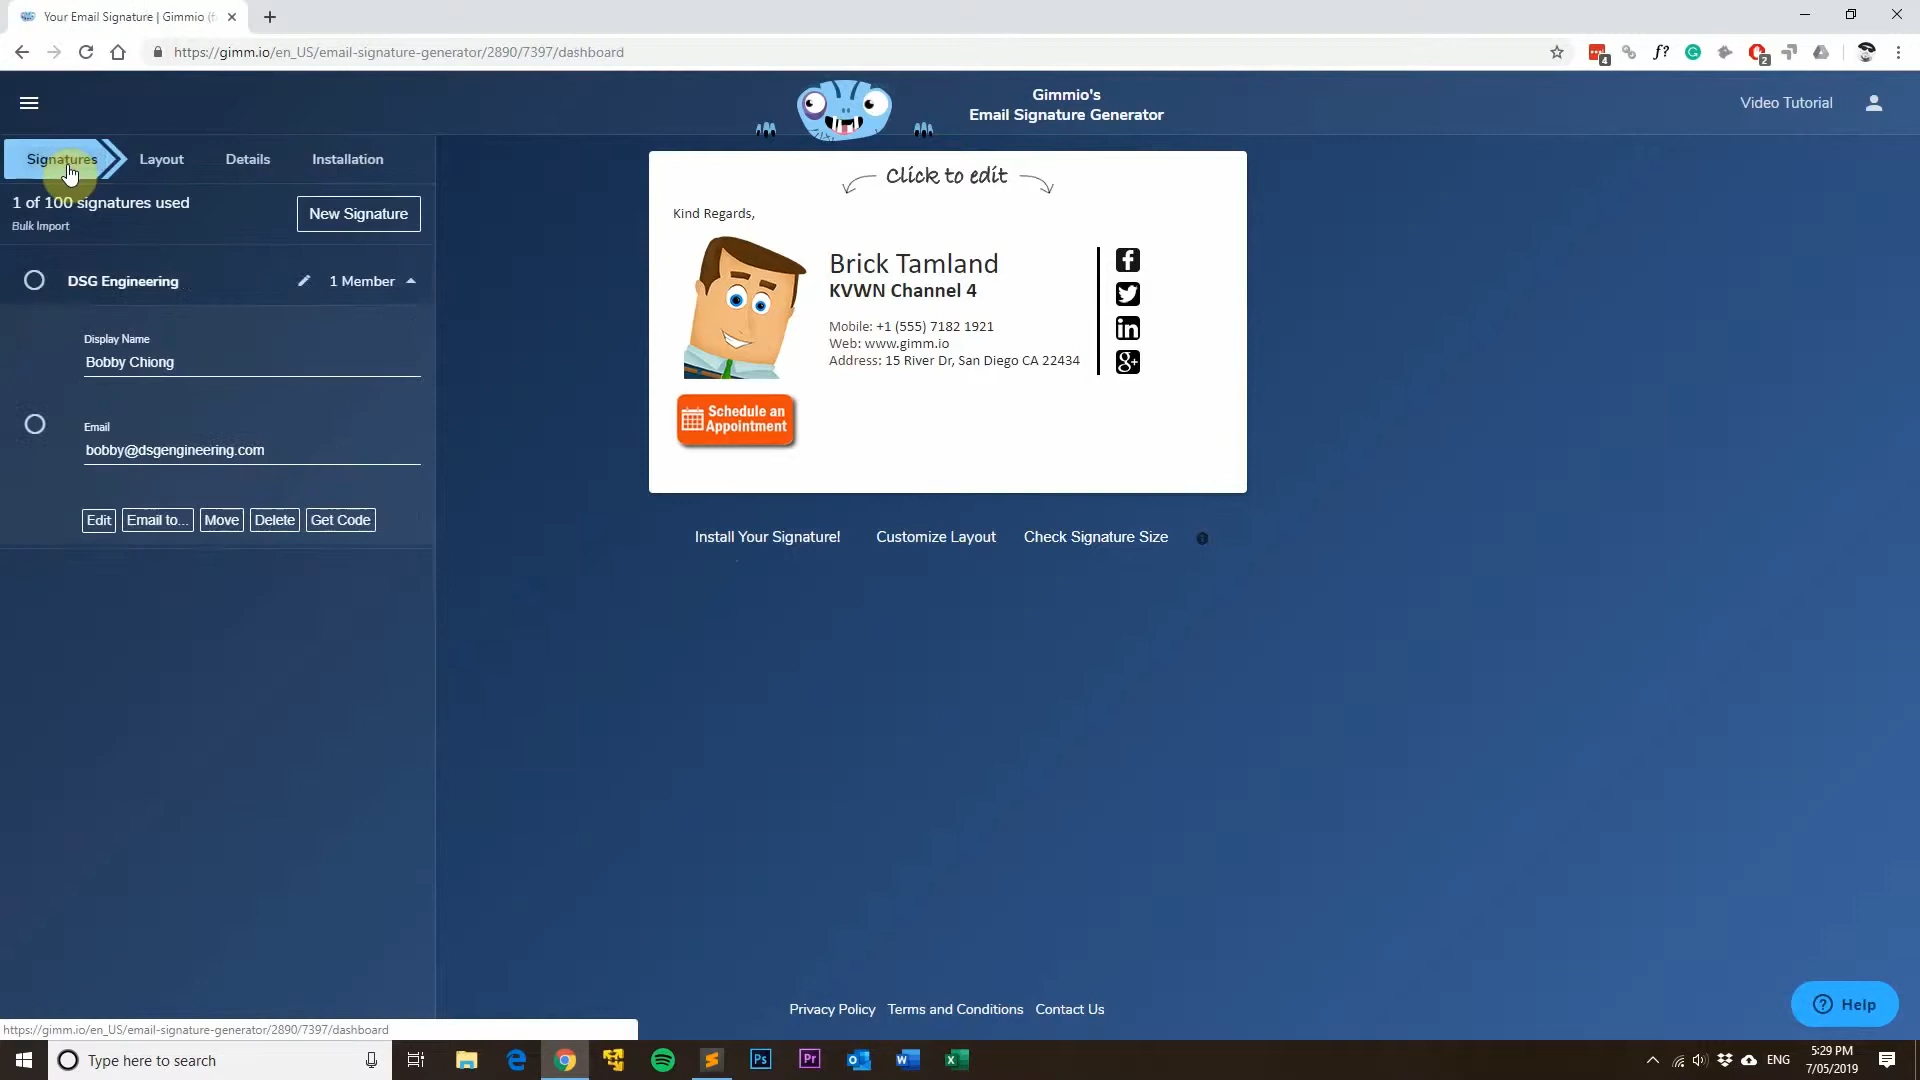 Your Email Signature | Gimmio (f
https://gimm.io/en_US/email-signature-generator/2890/7397/dashboard
4
f?
2
Gimmio's
Email Signature Generator
Video Tutorial
Signatures
Layout
Details
Installation
1 of 100 signatures used
Bulk Import
New Signature
DSG Engineering
1 Member
Display Name
Bobby Chiong
Email
bobby@dsgengineering.com
Edit
Email to...
Move
Delete
Get Code
Click to edit
Kind Regards,
Brick Tamland
KVWN Channel 4
Mobile: +1 (555) 7182 1921
Web: www.gimm.io
Address: 15 River Dr, San Diego CA 22434
f
in
g+
Schedule an
Appointment
Install Your Signature!
Customize Layout
Check Signature Size
Privacy Policy
Terms and Conditions
Contact Us
? Help
https://gimm.io/en_US/email-signature-generator/2890/7397/dashboard
Type here to search
Ps
Pr
ENG
5:29 PM
7/05/2019